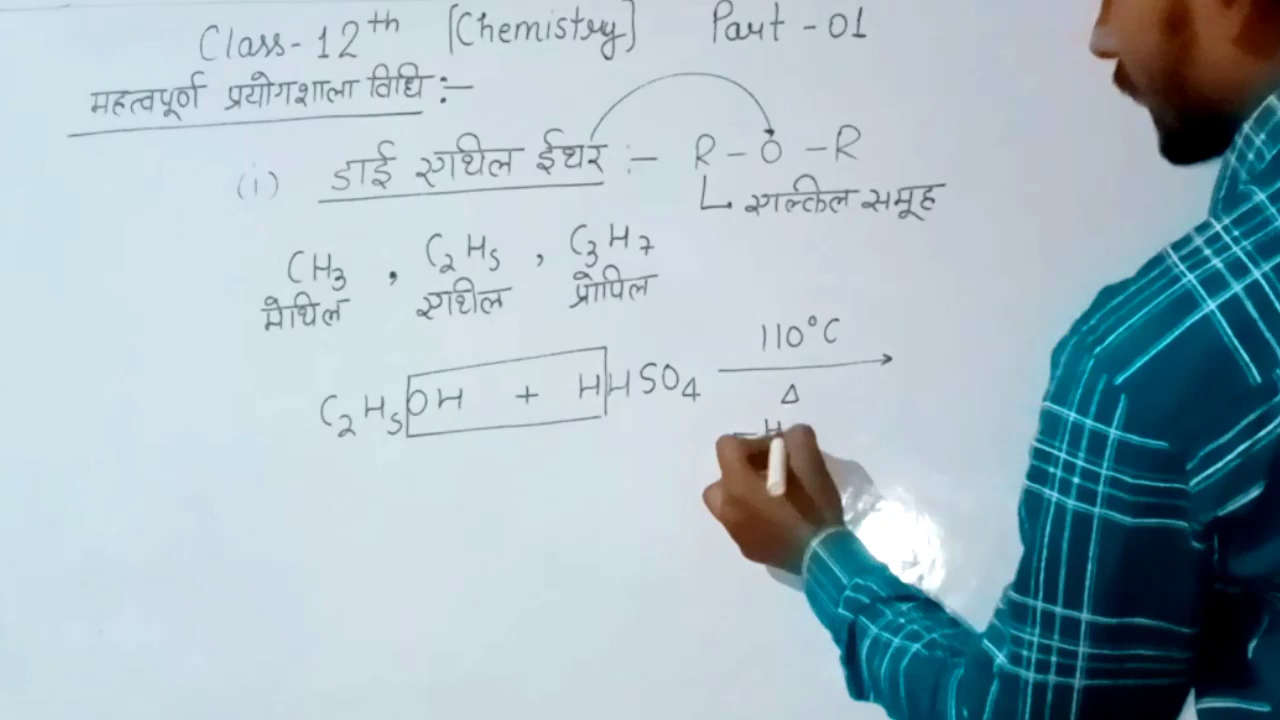 Class-12th [Chemistry] Part-01
महत्वपूर्ण प्रयोगशाला विधि :-
(i) डाई एथिल ईथर :- R-O-R
एल्किल समूह
CH3 , C2H5 , C3H7
मेथिल एथील प्रोपिल
110°C
C2H5OH + HHSO4
Δ
-H